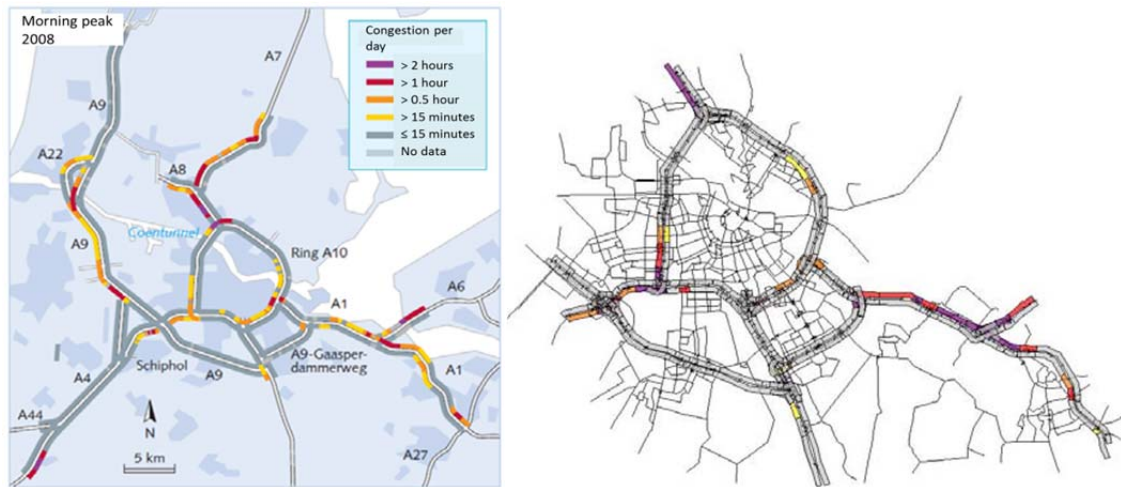 Morning peak
2008
Congestion per
day
> 2 hours
> 1 hour
> 0.5 hour
> 15 minutes
≤ 15 minutes
No data
A7
A9
A22
A8
Coentunnel
A9
Ring A10
A1
A6
Schiphol
A9
A9-Gaasper-
dammerweg
A1
A4
A44
N
5 km
A27